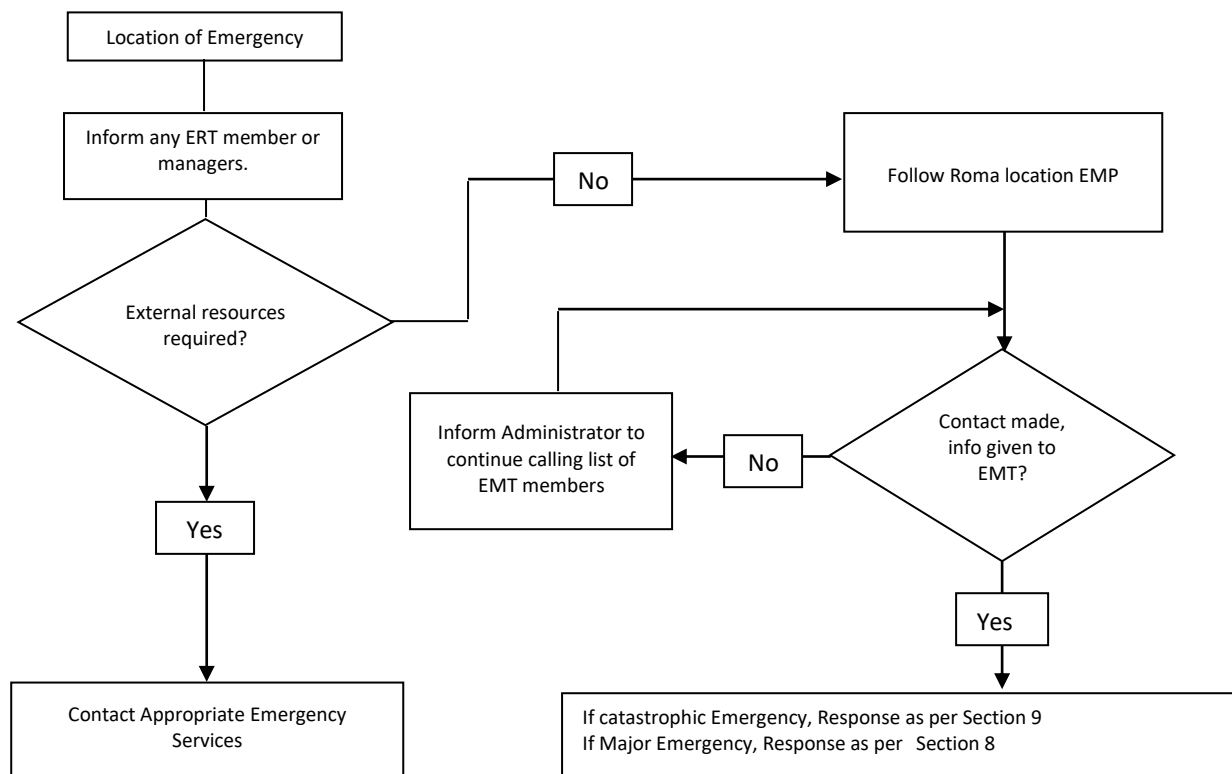 Location of Emergency
Inform any ERT member or
managers.
No
Follow Roma location EMP
External resources
required?
Contact made,
info given to
EMT?
Inform Administrator to
continue calling list of
EMT members
No
Yes
Yes
Contact Appropriate Emergency
Services
If catastrophic Emergency, Response as per Section 9
If Major Emergency, Response as per Section 8